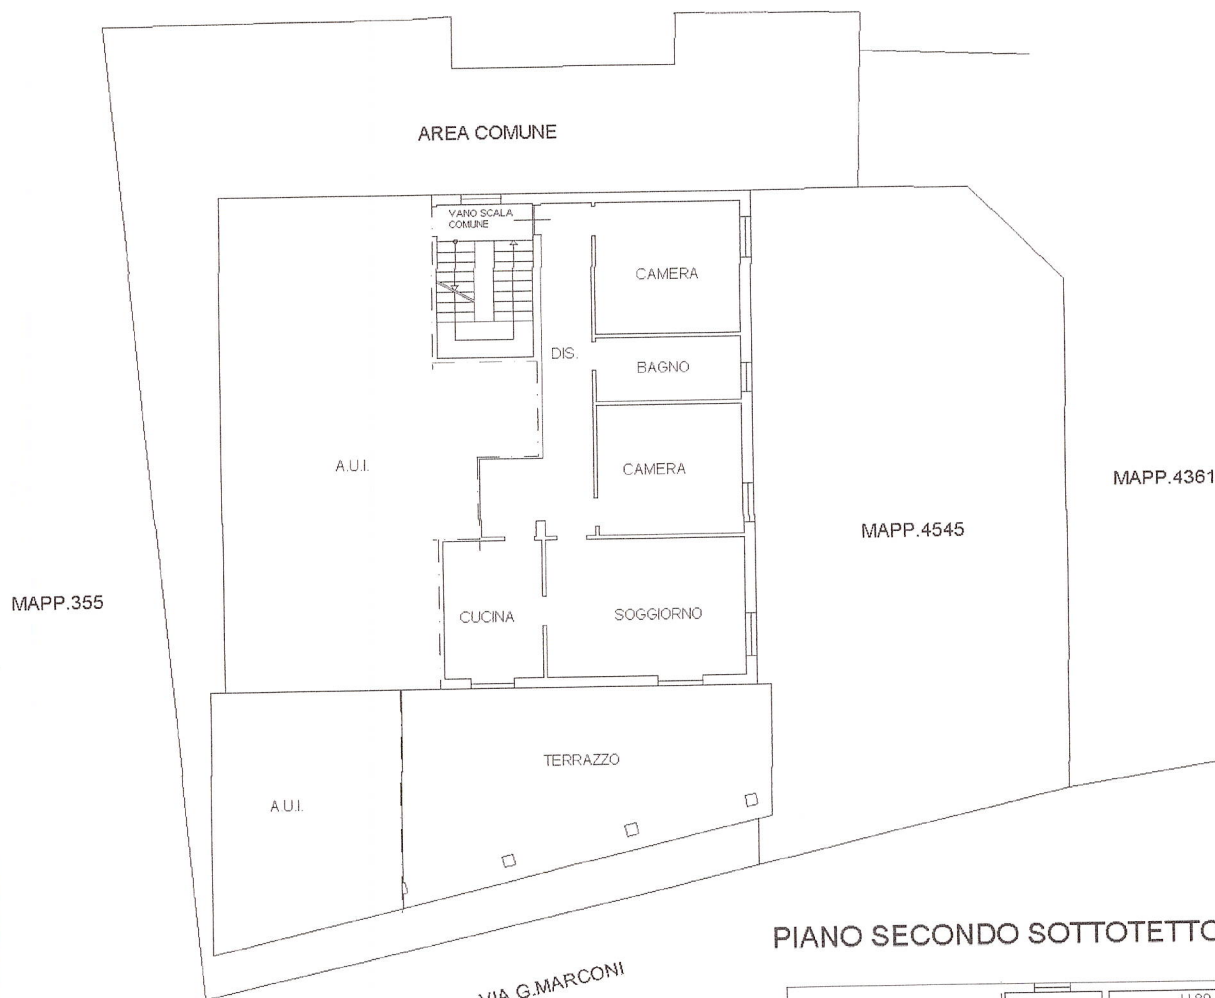 AREA COMUNE
VANO SCALA
COMUNE
CAMERA
DIS.
BAGNO
A.U.I.
CAMERA
MAPP.4361
MAPP.4545
MAPP.355
CUCINA
SOGGIORNO
TERRAZZO
A.U.I.
PIANO SECONDO SOTTOTETTO
VIA G.MARCONI